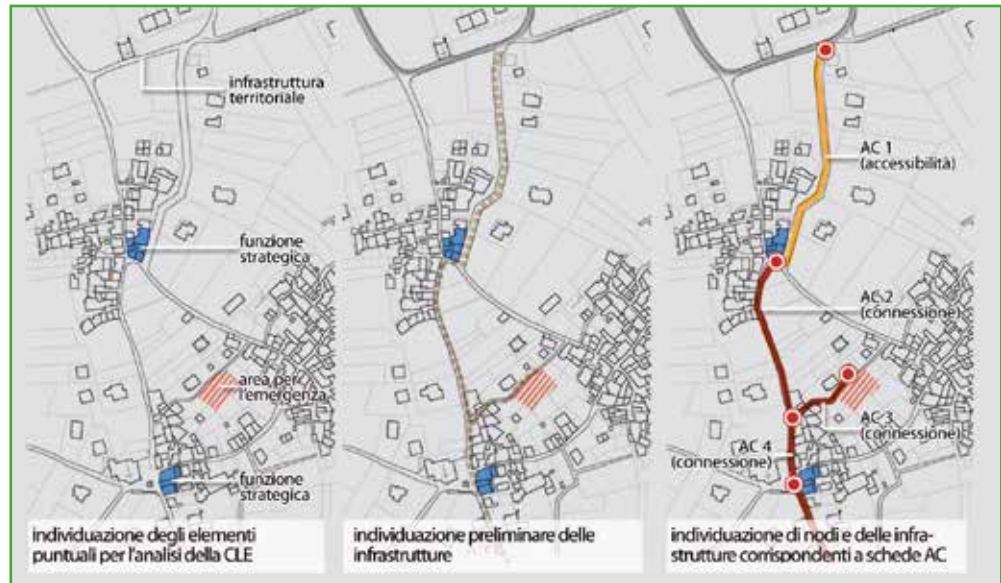 infrastruttura
territoriale
funzione
strategica
area per
l'emergenza
funzione
strategica
individuazione degli elementi
puntuali per l'analisi della CLE
individuazione preliminare delle
infrastrutture
AC 1
(accessibilità)
AC 2
(connessione)
AC 3
(connessione)
AC 4
(connessione)
individuazione di nodi e delle infra-
strutture corrispondenti a schede AC